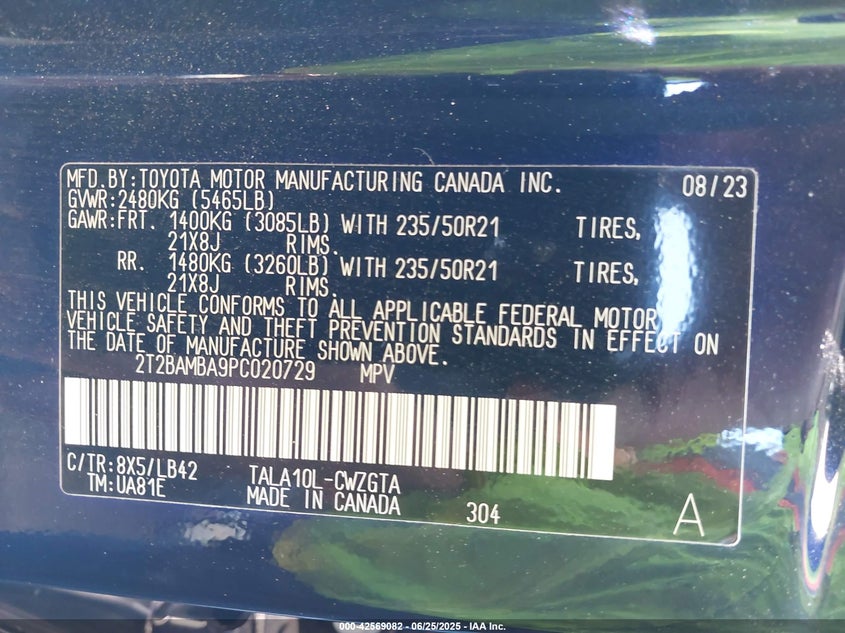 MFD.BY:TOYOTA MOTOR MANUFACTURING CANADA INC. 08/23
GVWR:2480KG (5465LB)
GAWR:FRT. 1400KG (3085LB) WITH 235/50R21 TIRES,
21X8J RIMS.
RR. 1480KG (3260LB) WITH 235/50R21 TIRES,
21X8J RIMS.
THIS VEHICLE CONFORMS TO ALL APPLICABLE FEDERAL MOTOR
VEHICLE SAFETY AND THEFT PREVENTION STANDARDS IN EFFECT ON
THE DATE OF MANUFACTURE SHOWN ABOVE.
2T2BAMBA9PC020729 MPV
C/TR:8X5/LB42 TALA10L-CWZGTA
TM:UA81E MADE IN CANADA 304 A
000-42569082 - 06/25/2025 - IAA Inc.